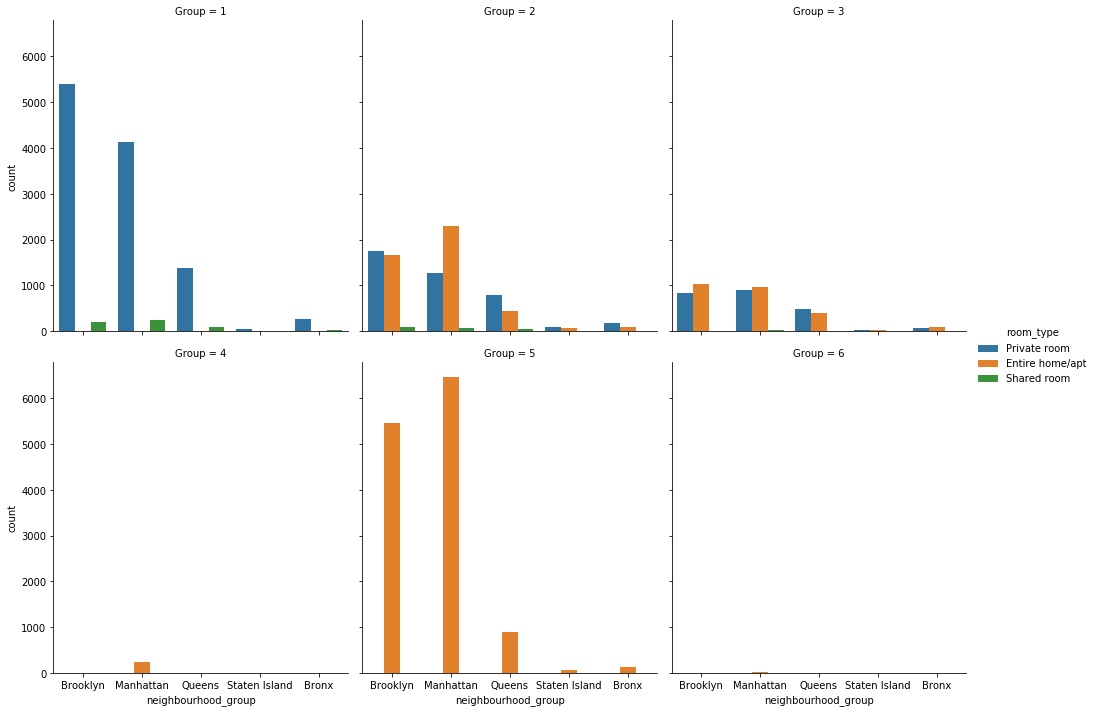 Group = 1
Group = 2
Group = 3
6000
5000
4000
3000
2000
1000
0
count
Group = 4
Group = 5
Group = 6
6000
5000
4000
3000
2000
1000
0
count
Brooklyn Manhattan Queens Staten Island Bronx
neighbourhood_group
Brooklyn Manhattan Queens Staten Island Bronx
neighbourhood_group
Brooklyn Manhattan Queens Staten Island Bronx
neighbourhood_group
room_type
Private room
Entire home/apt
Shared room